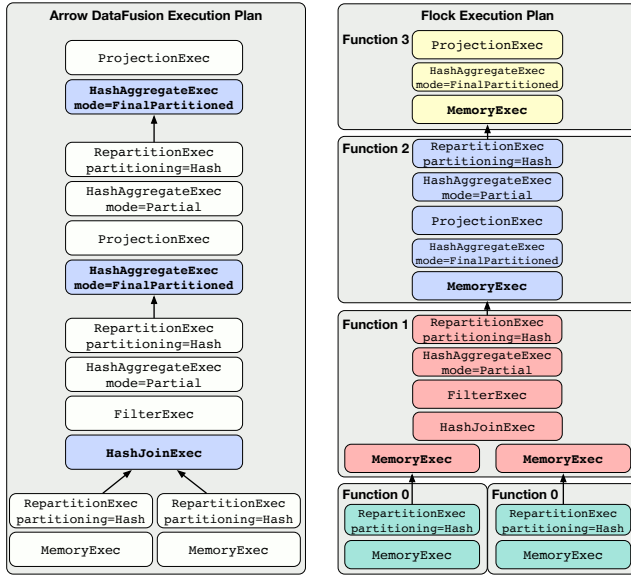 Arrow DataFusion Execution Plan
ProjectionExec
HashAggregateExec
mode=FinalPartitioned
RepartitionExec
partitioning=Hash
HashAggregateExec
mode=Partial
ProjectionExec
HashAggregateExec
mode=FinalPartitioned
RepartitionExec
partitioning=Hash
HashAggregateExec
mode=Partial
FilterExec
HashJoinExec
RepartitionExec
partitioning=Hash
RepartitionExec
partitioning=Hash
MemoryExec
MemoryExec
Flock Execution Plan
Function 3
ProjectionExec
HashAggregateExec
mode=FinalPartitioned
MemoryExec
Function 2
RepartitionExec
partitioning=Hash
HashAggregateExec
mode=Partial
ProjectionExec
HashAggregateExec
mode=FinalPartitioned
MemoryExec
Function 1
RepartitionExec
partitioning=Hash
HashAggregateExec
mode=Partial
FilterExec
HashJoinExec
MemoryExec
MemoryExec
Function 0
RepartitionExec
partitioning=Hash
MemoryExec
Function 0
RepartitionExec
partitioning=Hash
MemoryExec